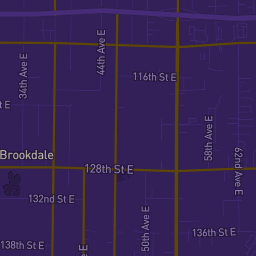 44th Ave E
34th Ave E
116th St E
t E
58th Ave E
62nd Ave E
Brookdale
128th St E
132nd St E
50th Ave E
136th St E
138th St E
e E